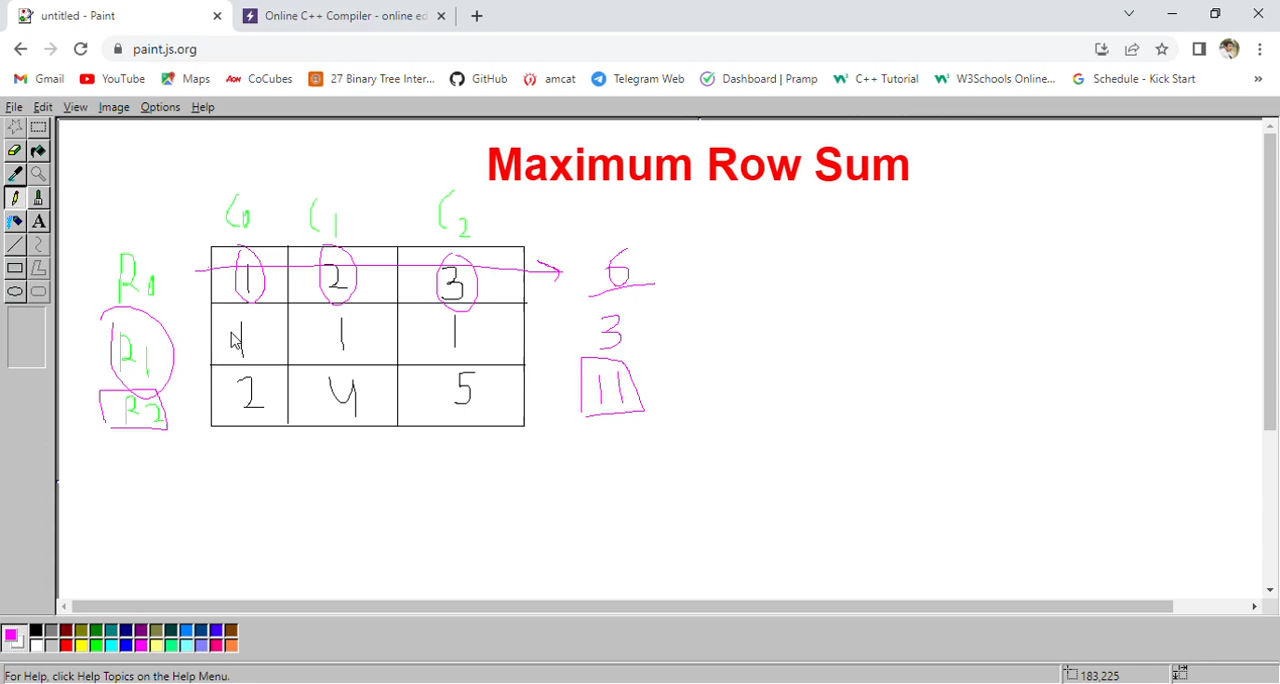 untitled - Paint
Online C++ Compiler - online ed
paint.js.org
Gmail YouTube Maps AON CoCubes 27 Binary Tree Inter... GitHub amcat Telegram Web Dashboard | Pramp C++ Tutorial W3Schools Online... Schedule - Kick Start »
File Edit View Image Options Help
Maximum Row Sum
C0 C1 C2
R0 1 2 3 6
R1 1 1 1 3
R2 2 4 5 11
For Help, click Help Topics on the Help Menu. 183,225